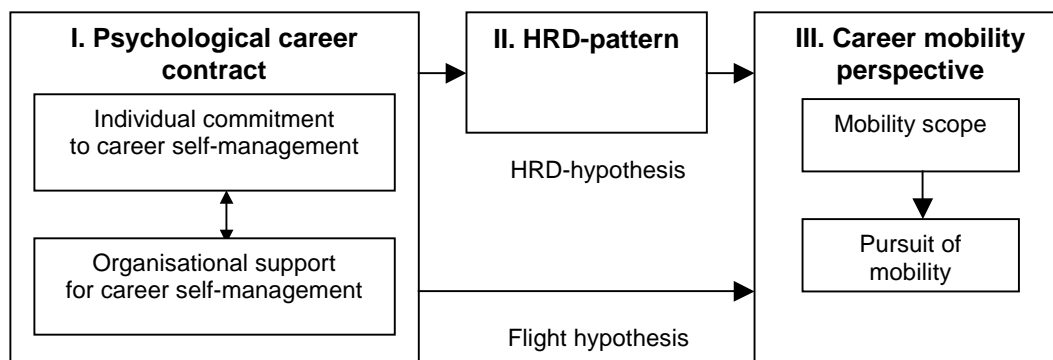 I. Psychological career
contract
Individual commitment
to career self-management
Organisational support
for career self-management
II. HRD-pattern
HRD-hypothesis
Flight hypothesis
III. Career mobility
perspective
Mobility scope
Pursuit of
mobility